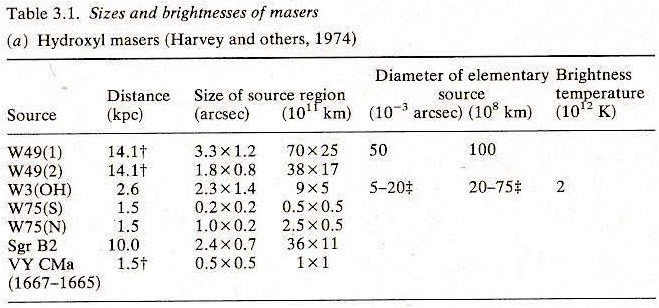 Table 3.1. Sizes and brightnesses of masers
(a) Hydroxyl masers (Harvey and others, 1974)
Diameter of elementary Brightness
Distance Size of source region source temperature
Source (kpc) (arcsec) (10¹¹ km) (10⁻³ arcsec) (10⁸ km) (10¹² K)
W49(1) 14.1† 3.3×1.2 70×25 50 100
W49(2) 14.1† 1.8×0.8 38×17
W3(OH) 2.6 2.3×1.4 9×5 5–20‡ 20–75‡ 2
W75(S) 1.5 0.2×0.2 0.5×0.5
W75(N) 1.5 1.0×0.2 2.5×0.5
Sgr B2 10.0 2.4×0.7 36×11
VY CMa 1.5† 0.5×0.5 1×1
(1667–1665)